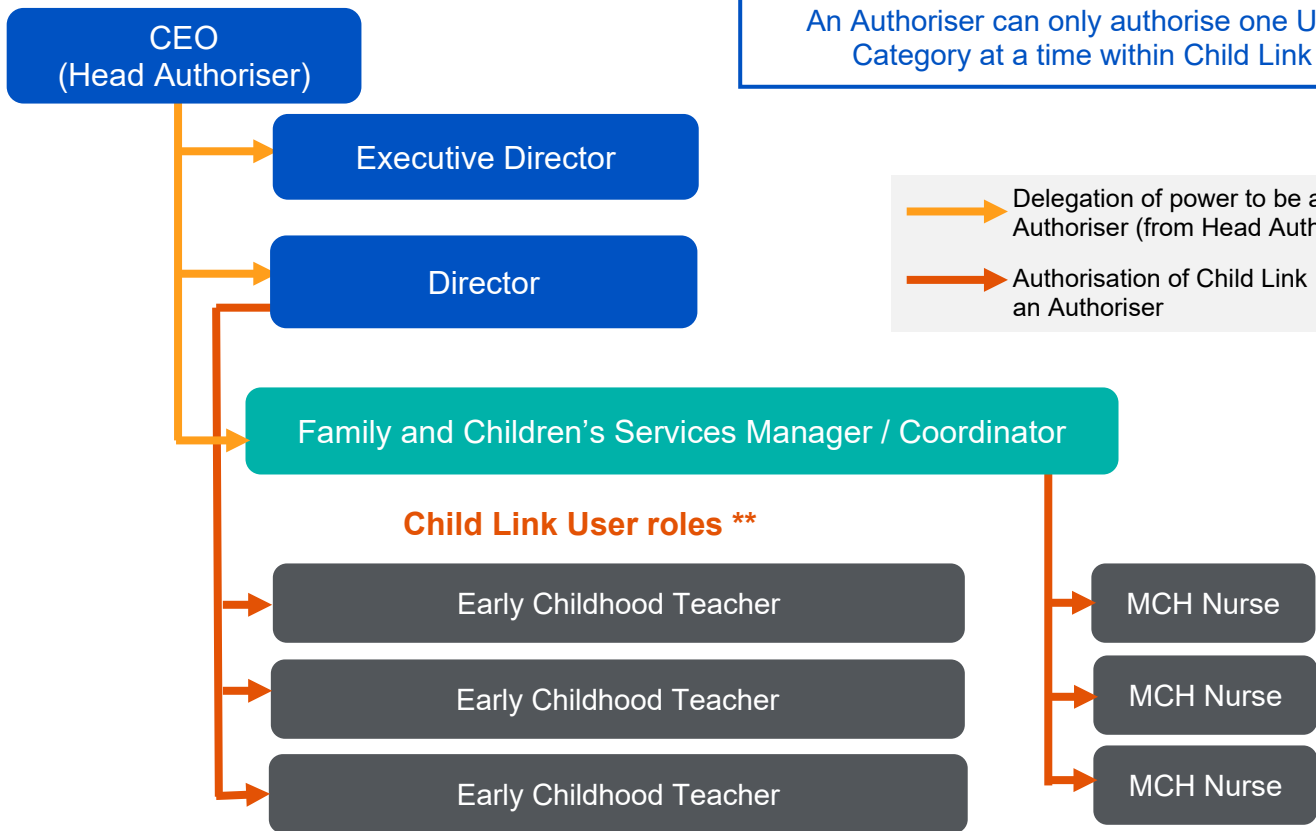 CEO
(Head Authoriser)
An Authoriser can only authorise one
Category at a time within Child Link
Executive Director
Delegation of power to be
Authoriser (from Head
Director
Authorisation of Child Link
an Authoriser
Family and Children’s Services Manager / Coordinator
Child Link User roles **
Early Childhood Teacher
MCH Nurse
Early Childhood Teacher
MCH Nurse
Early Childhood Teacher
MCH Nurse